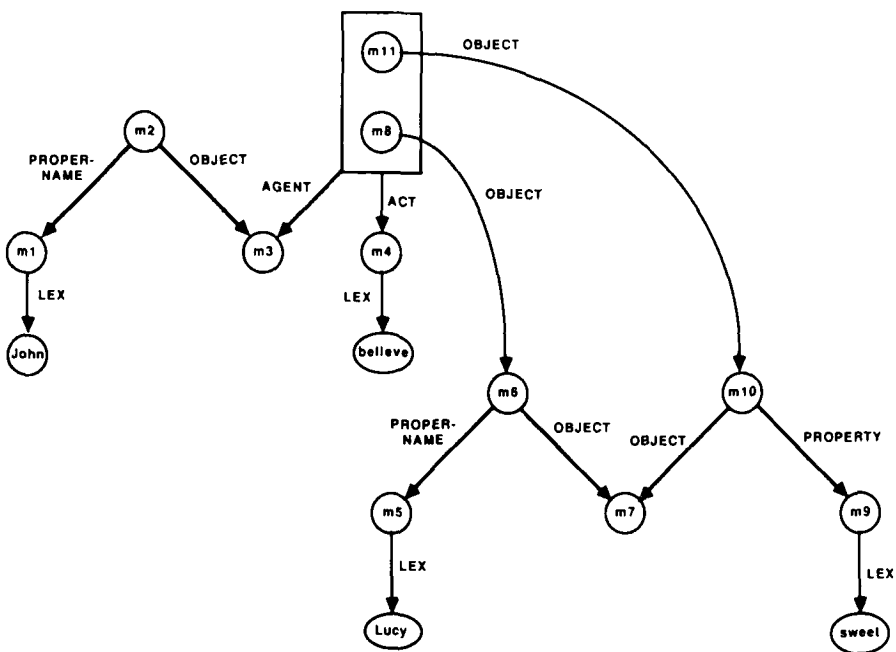 m11
OBJECT
m2
m8
PROPER-
NAME
OBJECT
AGENT
ACT
OBJECT
m1
m3
m4
LEX
LEX
John
believe
m6
m10
PROPER-
NAME
OBJECT
OBJECT
PROPERTY
m5
m7
m9
LEX
LEX
Lucy
sweet